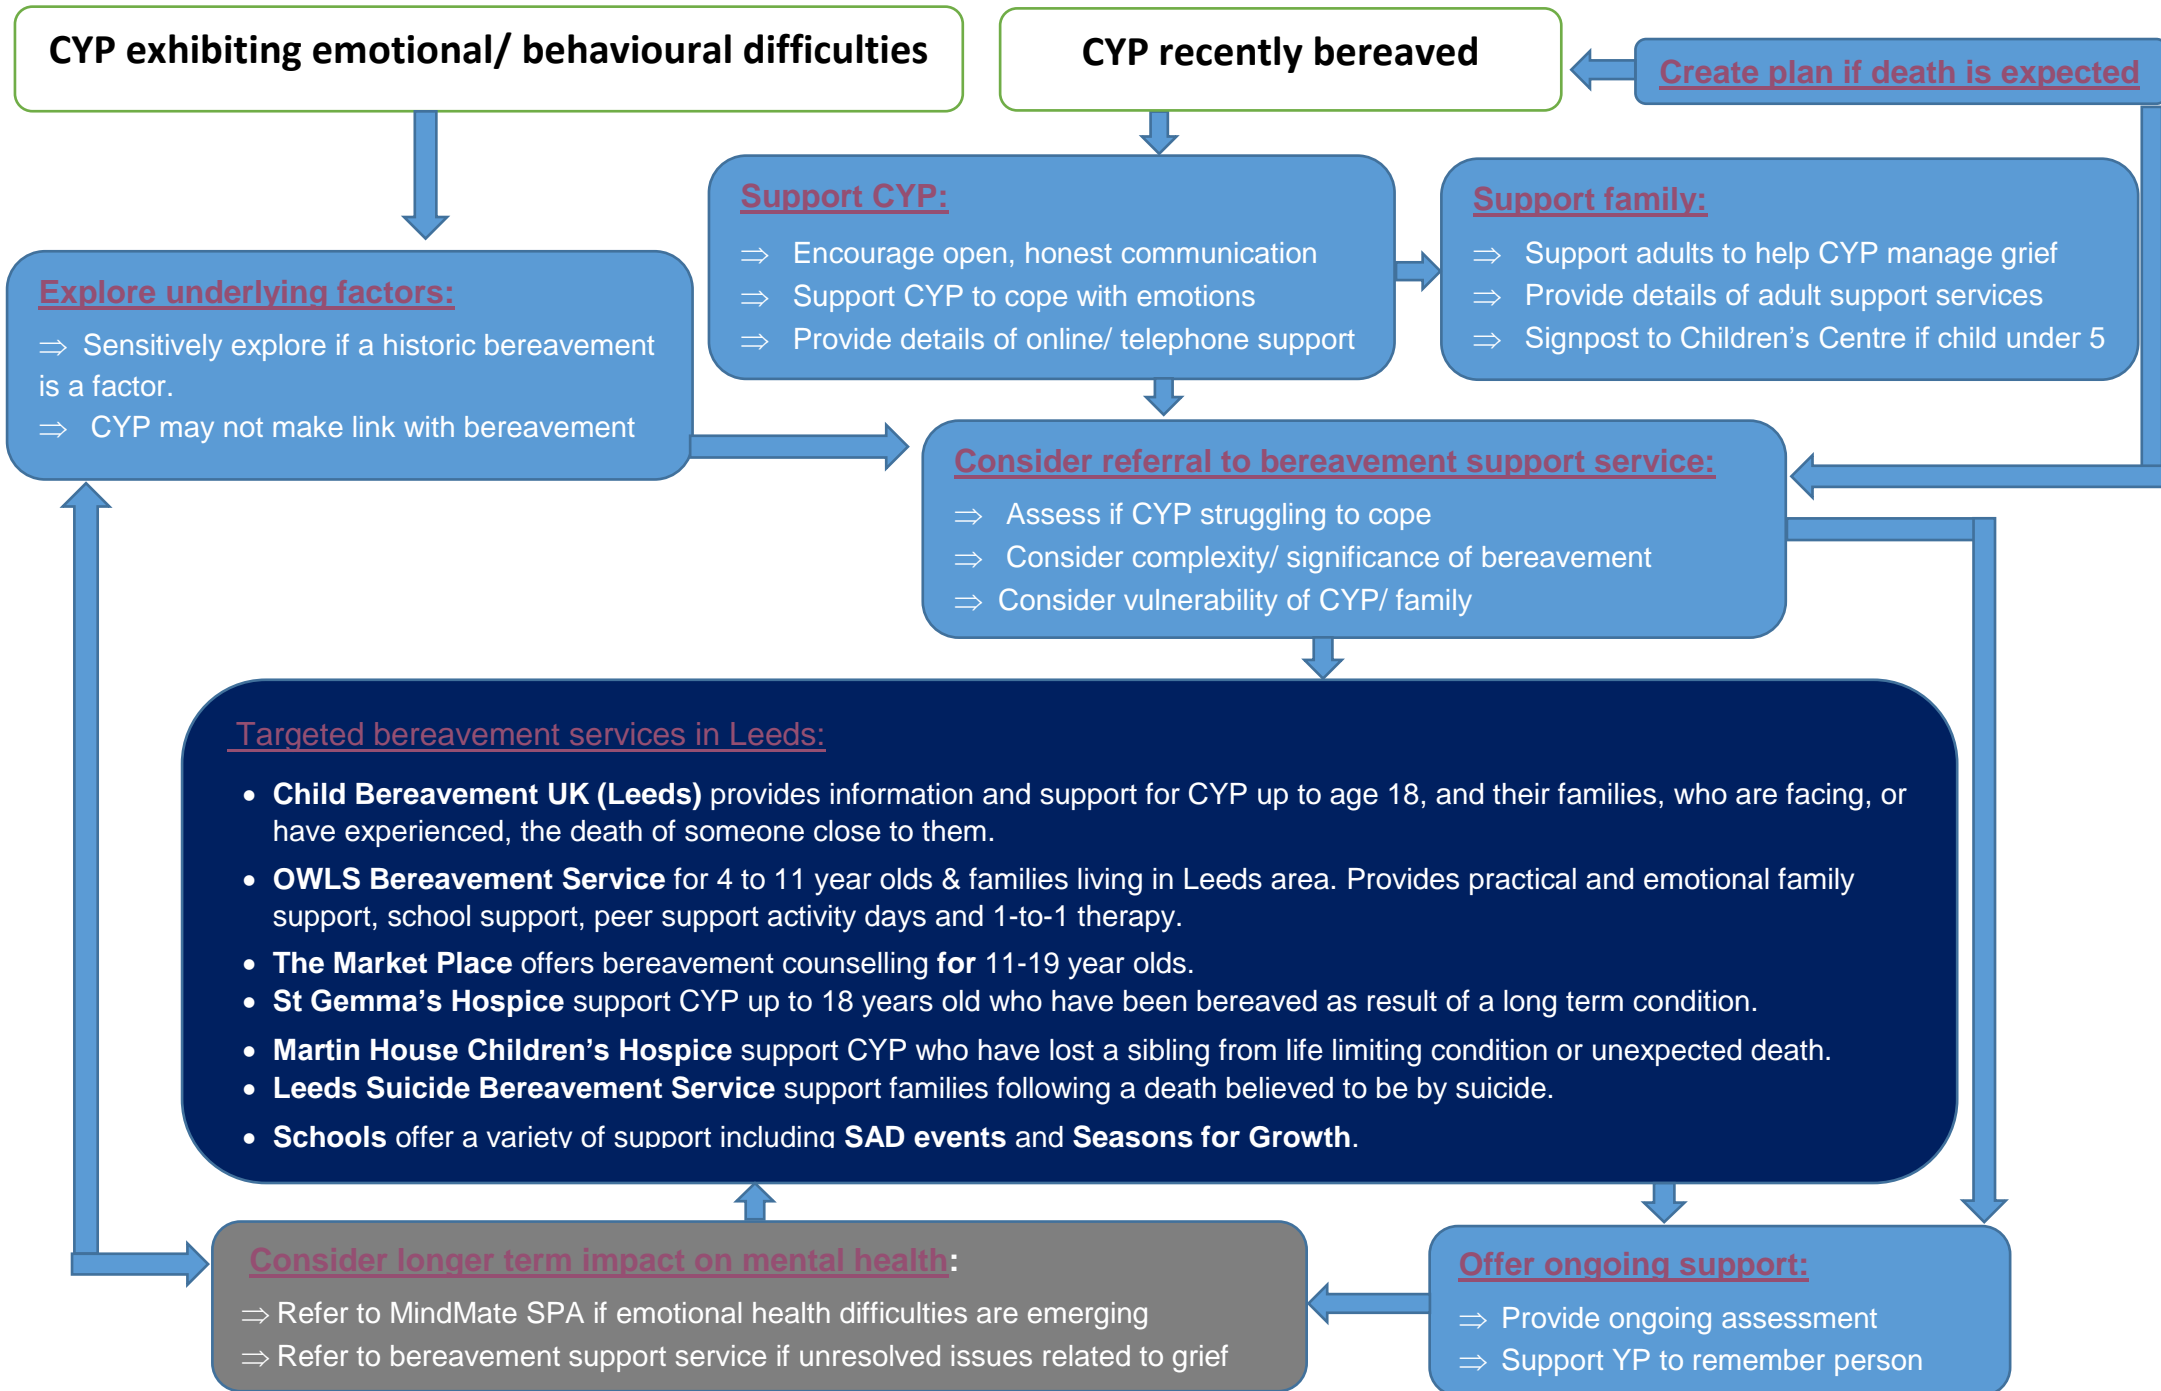 CYP exhibiting emotional/ behavioural difficulties
CYP recently bereaved
Create plan if death is expected
Support CYP:
⇒ Encourage open, honest communication
⇒ Support CYP to cope with emotions
⇒ Provide details of online/ telephone support
Support family:
⇒ Support adults to help CYP manage grief
⇒ Provide details of adult support services
⇒ Signpost to Children's Centre if child under 5
Explore underlying factors:
⇒ Sensitively explore if a historic bereavement
is a factor.
⇒ CYP may not make link with bereavement
Consider referral to bereavement support service:
⇒ Assess if CYP struggling to cope
⇒ Consider complexity/ significance of bereavement
⇒ Consider vulnerability of CYP/ family
Targeted bereavement services in Leeds:
• Child Bereavement UK (Leeds) provides information and support for CYP up to age 18, and their families, who are facing, or
have experienced, the death of someone close to them.
• OWLS Bereavement Service for 4 to 11 year olds & families living in Leeds area. Provides practical and emotional family
support, school support, peer support activity days and 1-to-1 therapy.
• The Market Place offers bereavement counselling for 11-19 year olds.
• St Gemma's Hospice support CYP up to 18 years old who have been bereaved as result of a long term condition.
• Martin House Children's Hospice support CYP who have lost a sibling from life limiting condition or unexpected death.
• Leeds Suicide Bereavement Service support families following a death believed to be by suicide.
• Schools offer a variety of support including SAD events and Seasons for Growth.
Consider longer term impact on mental health:
⇒ Refer to MindMate SPA if emotional health difficulties are emerging
⇒ Refer to bereavement support service if unresolved issues related to grief
Offer ongoing support:
⇒ Provide ongoing assessment
⇒ Support YP to remember person